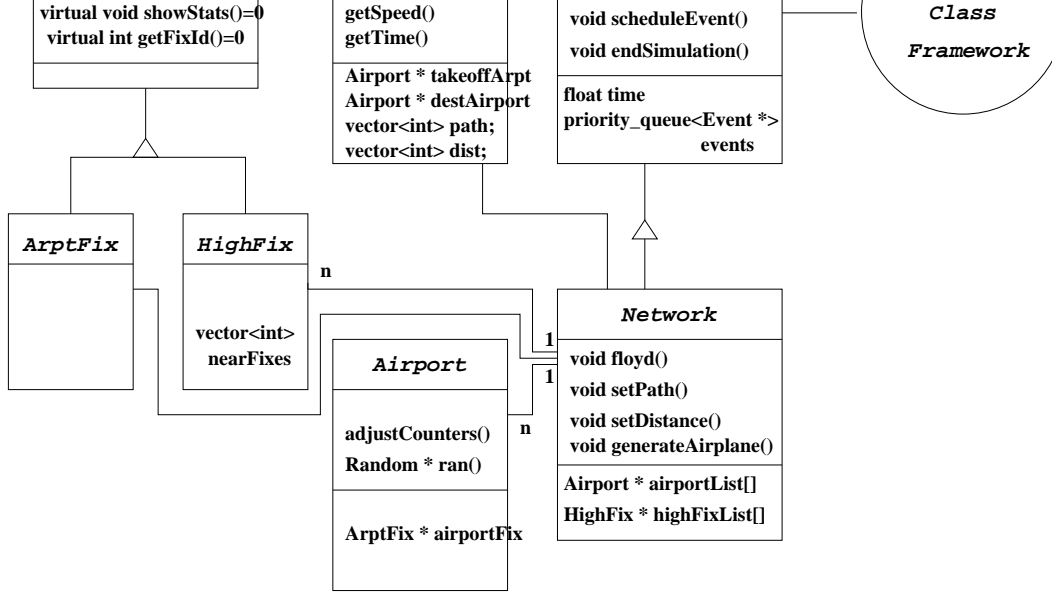 virtual void showStats()=0
virtual int getFixId()=0
getSpeed()
getTime()
Airport * takeoffArpt
Airport * destAirport
vector<int> path;
vector<int> dist;
void scheduleEvent()
void endSimulation()
float time
priority_queue<Event *>
events
Class
Framework
ArptFix
HighFix
vector<int>
nearFixes
n
1
1
n
Airport
adjustCounters()
Random * ran()
ArptFix * airportFix
Network
void floyd()
void setPath()
void setDistance()
void generateAirplane()
Airport * airportList[]
HighFix * highFixList[]